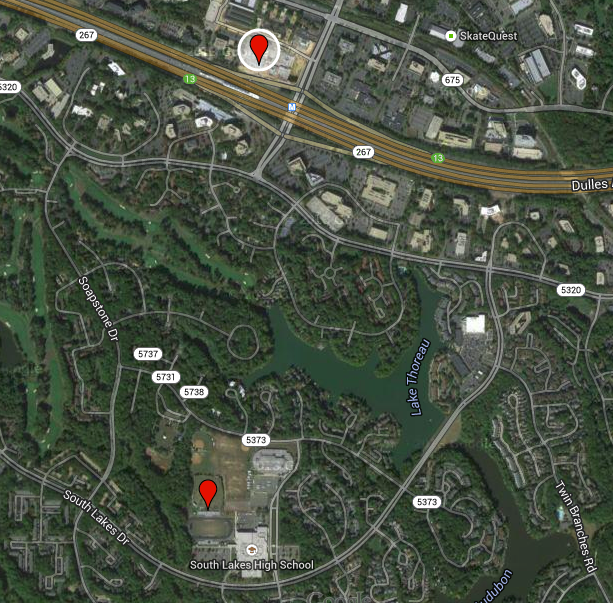 267
SkateQuest
5320
13
675
M
267
13
Dulles A
5320
Soapstone Dr
5737
5731
5738
Lake Thoreau
5373
5373
South Lakes Dr
Twin Branches Rd
South Lakes High School
Audubon